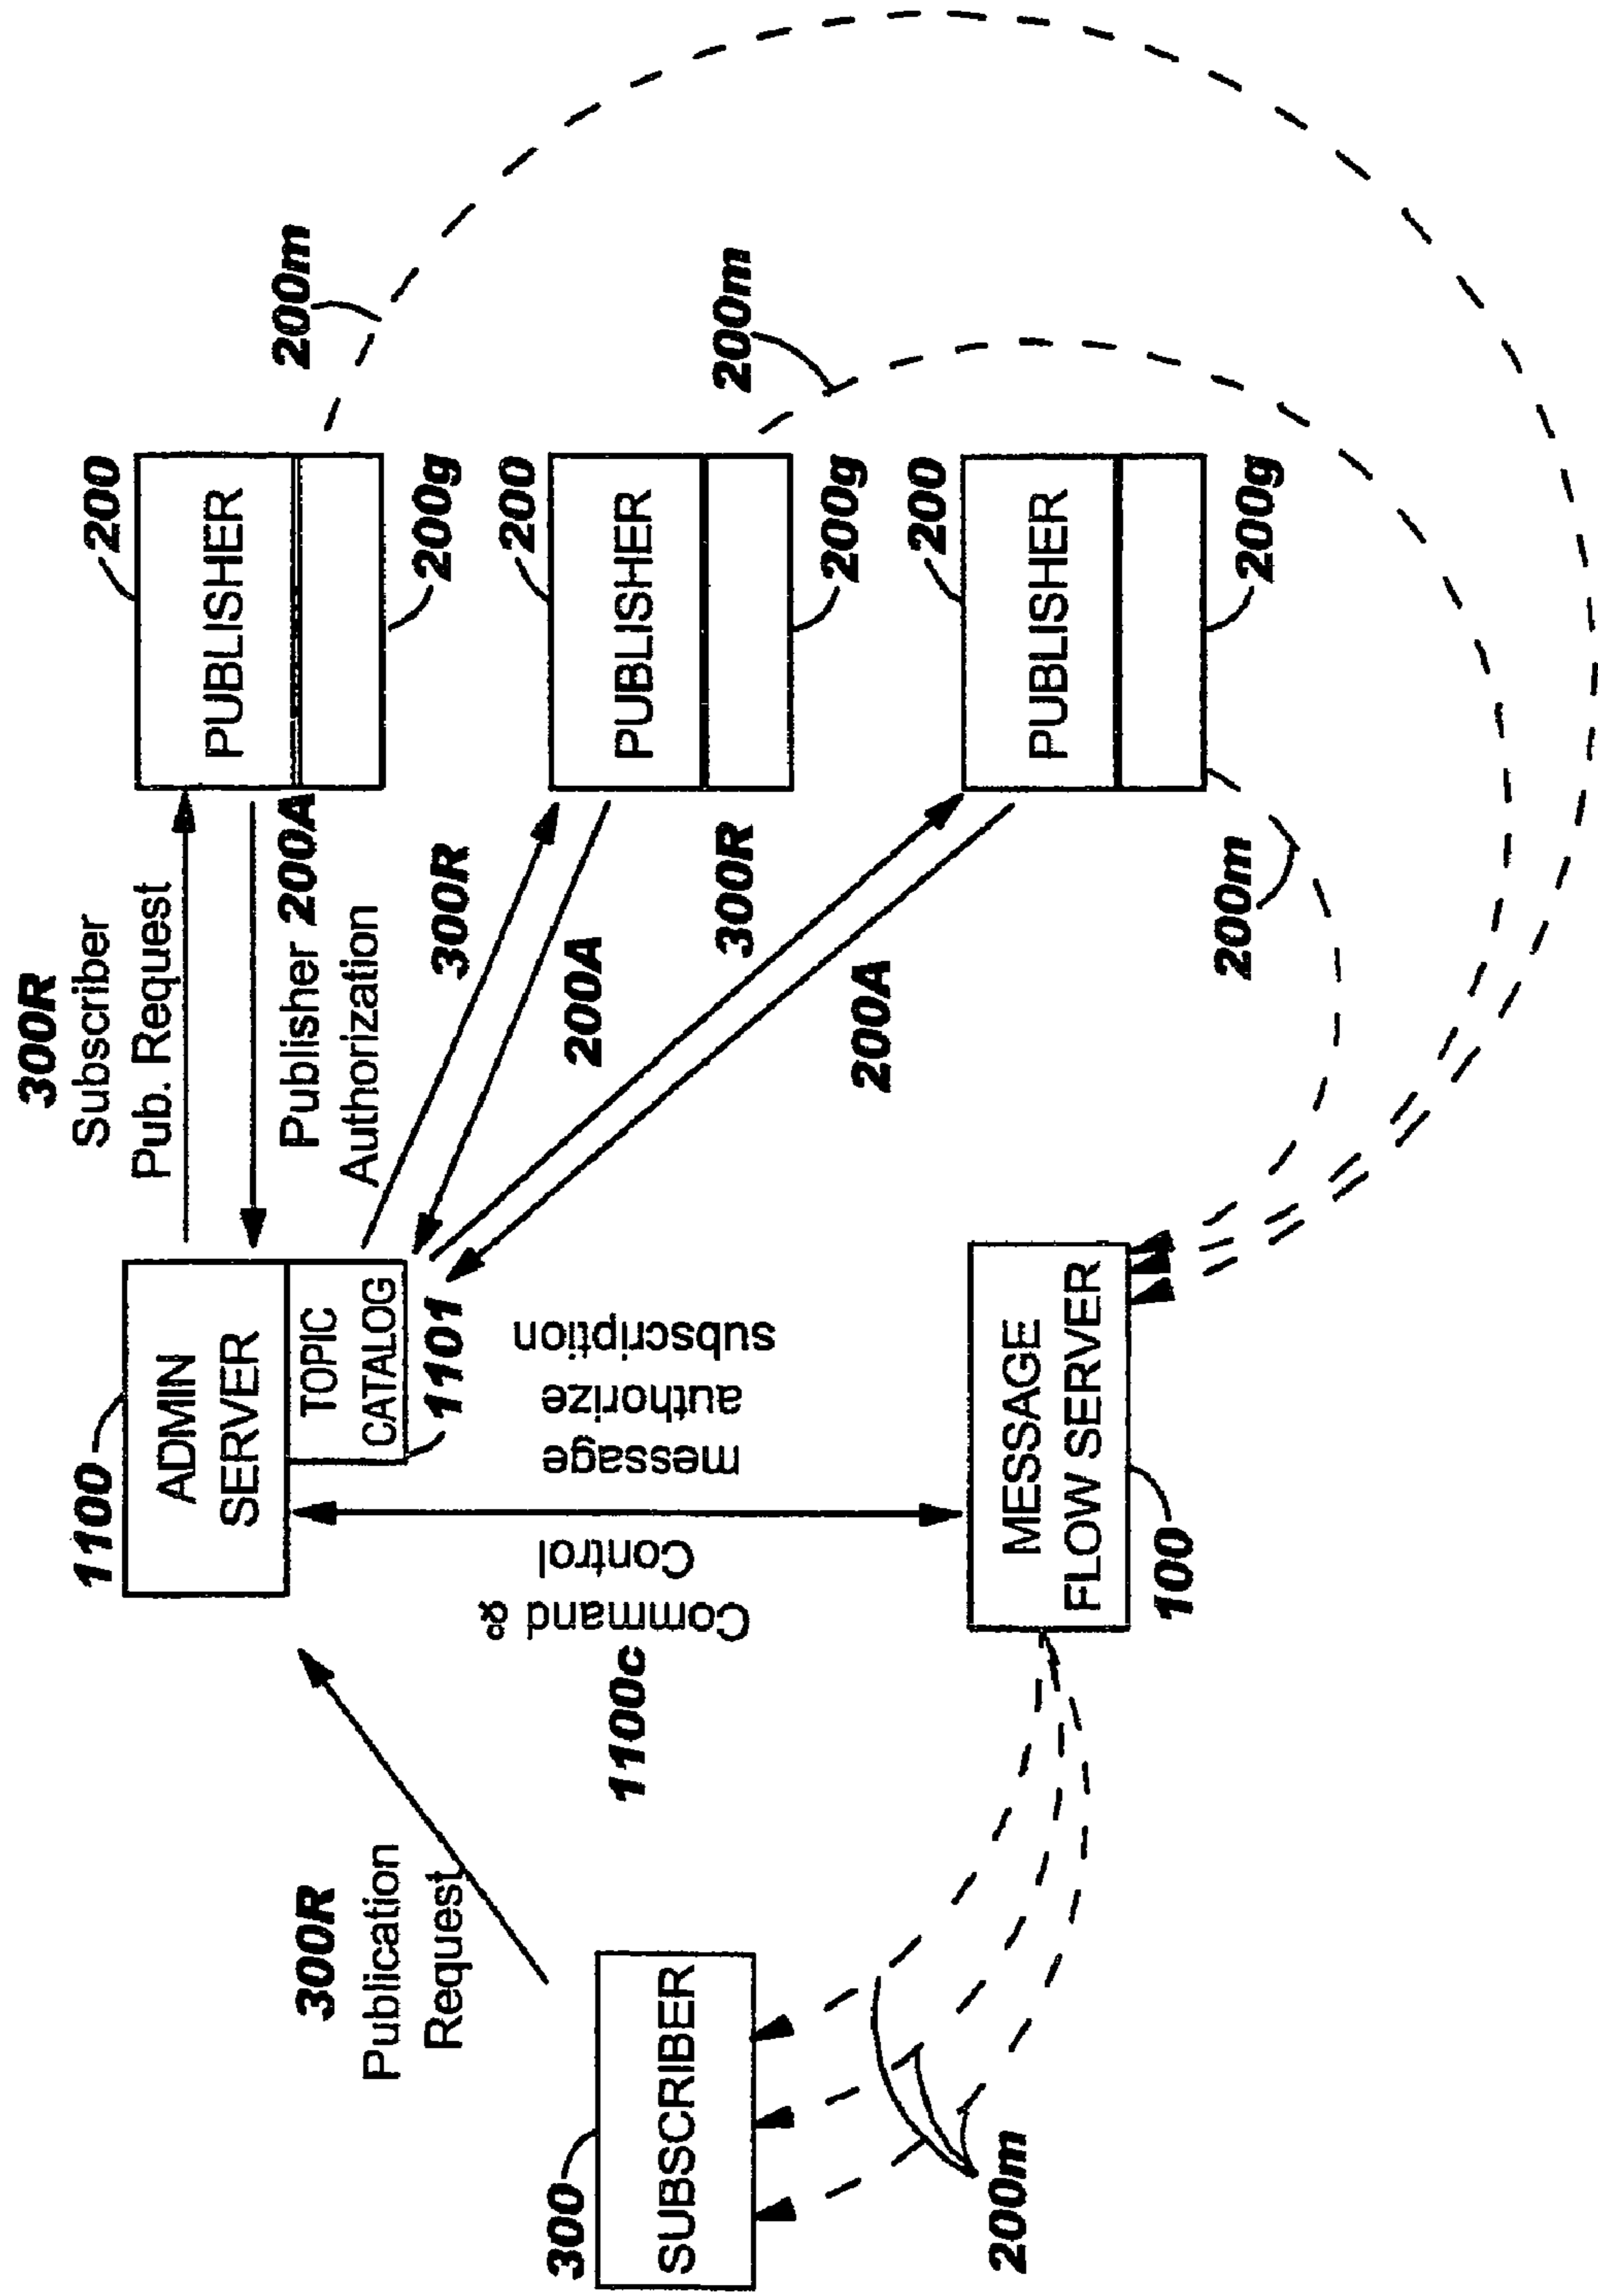 300R
Subscriber
Pub. Request
Publisher 200A
Authorization
1100
ADMIN
SERVER
TOPIC
CATALOG
1101
200
PUBLISHER
200g
200m
300R
200A
200
PUBLISHER
200g
200m
300R
200A
200
PUBLISHER
200g
200m
300R
Publication
Request
1100c
Command &
Control
message
authorize
subscription
300
SUBSCRIBER
200m
MESSAGE
FLOW SERVER
100